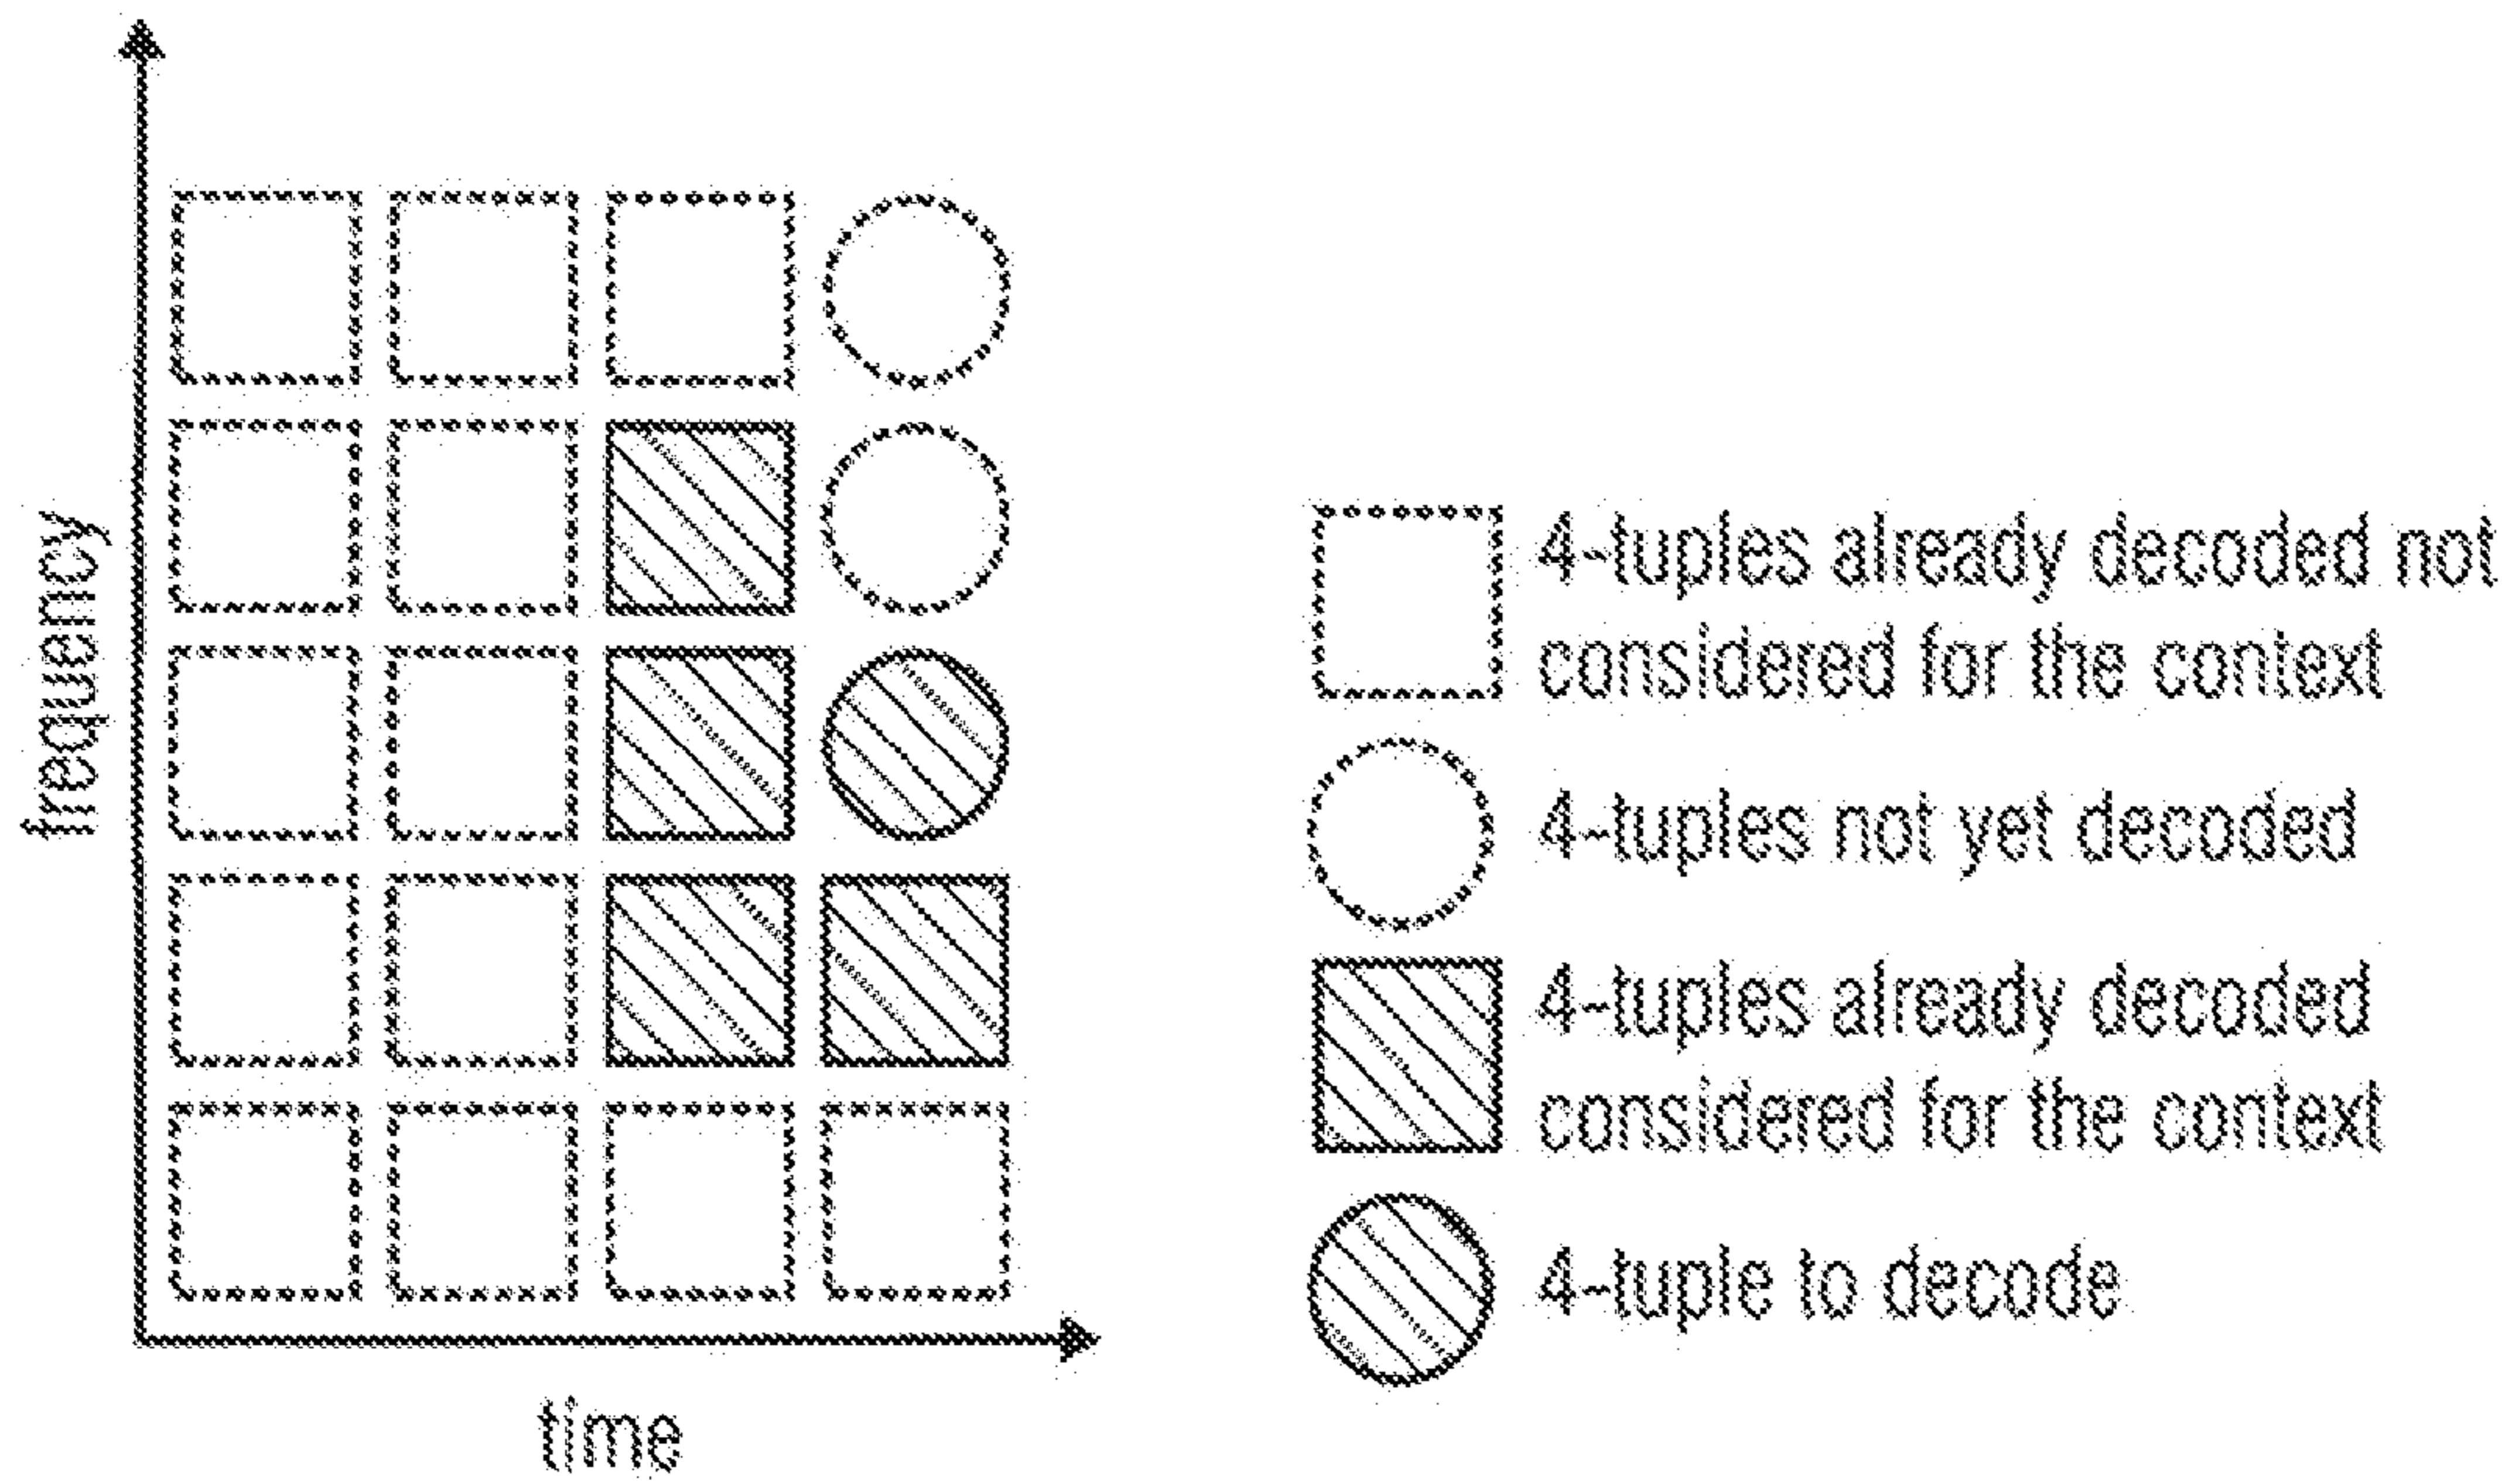 frequency
time
4-tuples already decoded not
considered for the context
4-tuples not yet decoded
4-tuples already decoded
considered for the context
4-tuple to decode